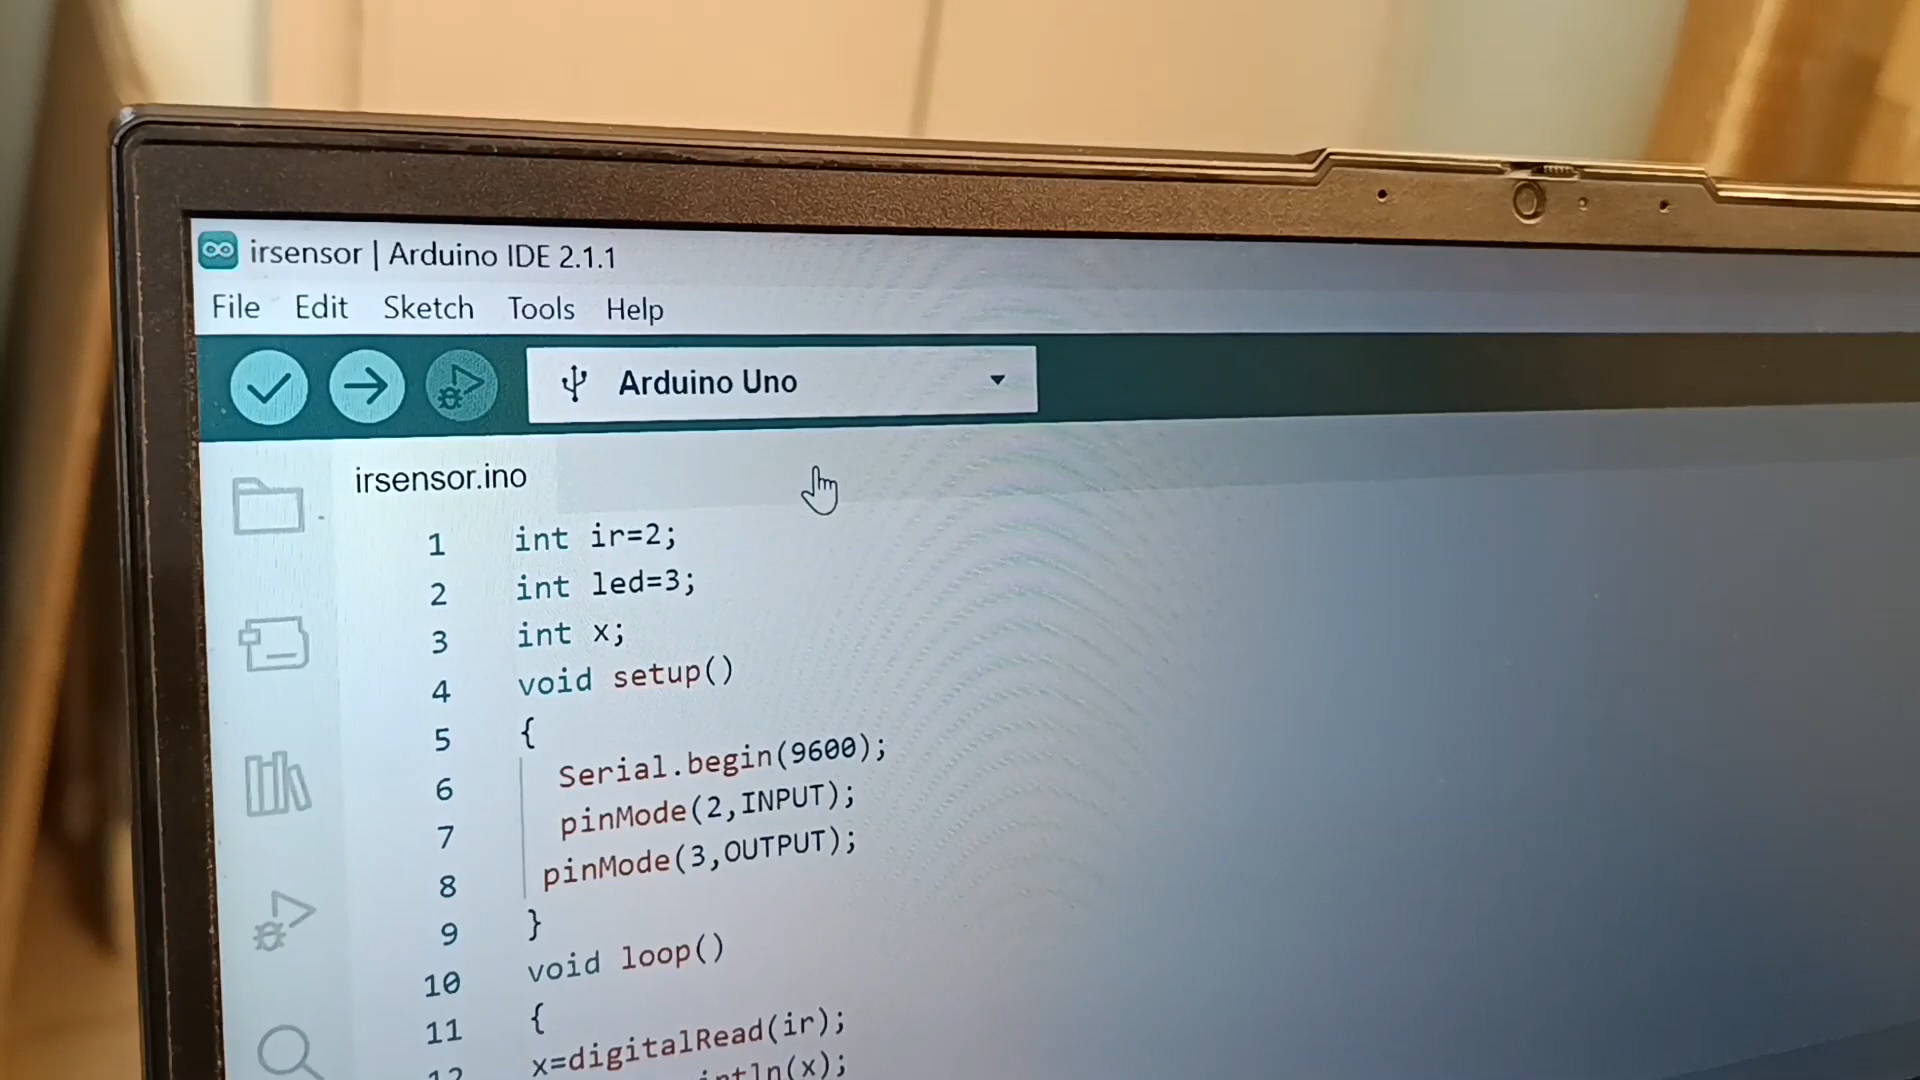 irsensor | Arduino IDE 2.1.1
File Edit Sketch Tools Help
Arduino Uno
irsensor.ino
1 int ir=2;
2 int led=3;
3 int x;
4 void setup()
5 {
6 Serial.begin(9600);
7 pinMode(2,INPUT);
8 pinMode(3,OUTPUT);
9 }
10 void loop()
11 {
12 x=digitalRead(ir);
intln(x);